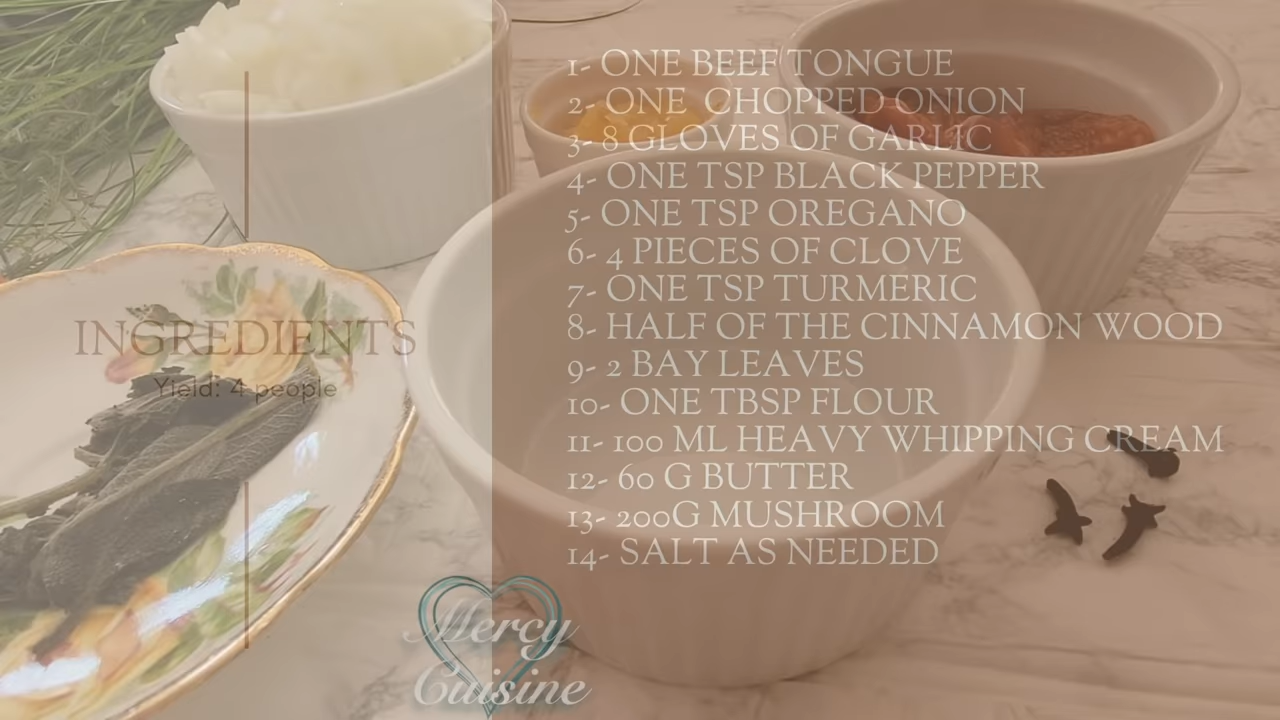 INGREDIENTS
Yield: 4 people
1- ONE BEEF TONGUE
2- ONE CHOPPED ONION
3- 8 GLOVES OF GARLIC
4- ONE TSP BLACK PEPPER
5- ONE TSP OREGANO
6- 4 PIECES OF CLOVE
7- ONE TSP TURMERIC
8- HALF OF THE CINNAMON WOOD
9- 2 BAY LEAVES
10- ONE TBSP FLOUR
11- 100 ML HEAVY WHIPPING CREAM
12- 60 G BUTTER
13- 200G MUSHROOM
14- SALT AS NEEDED
Mercy
Cuisine